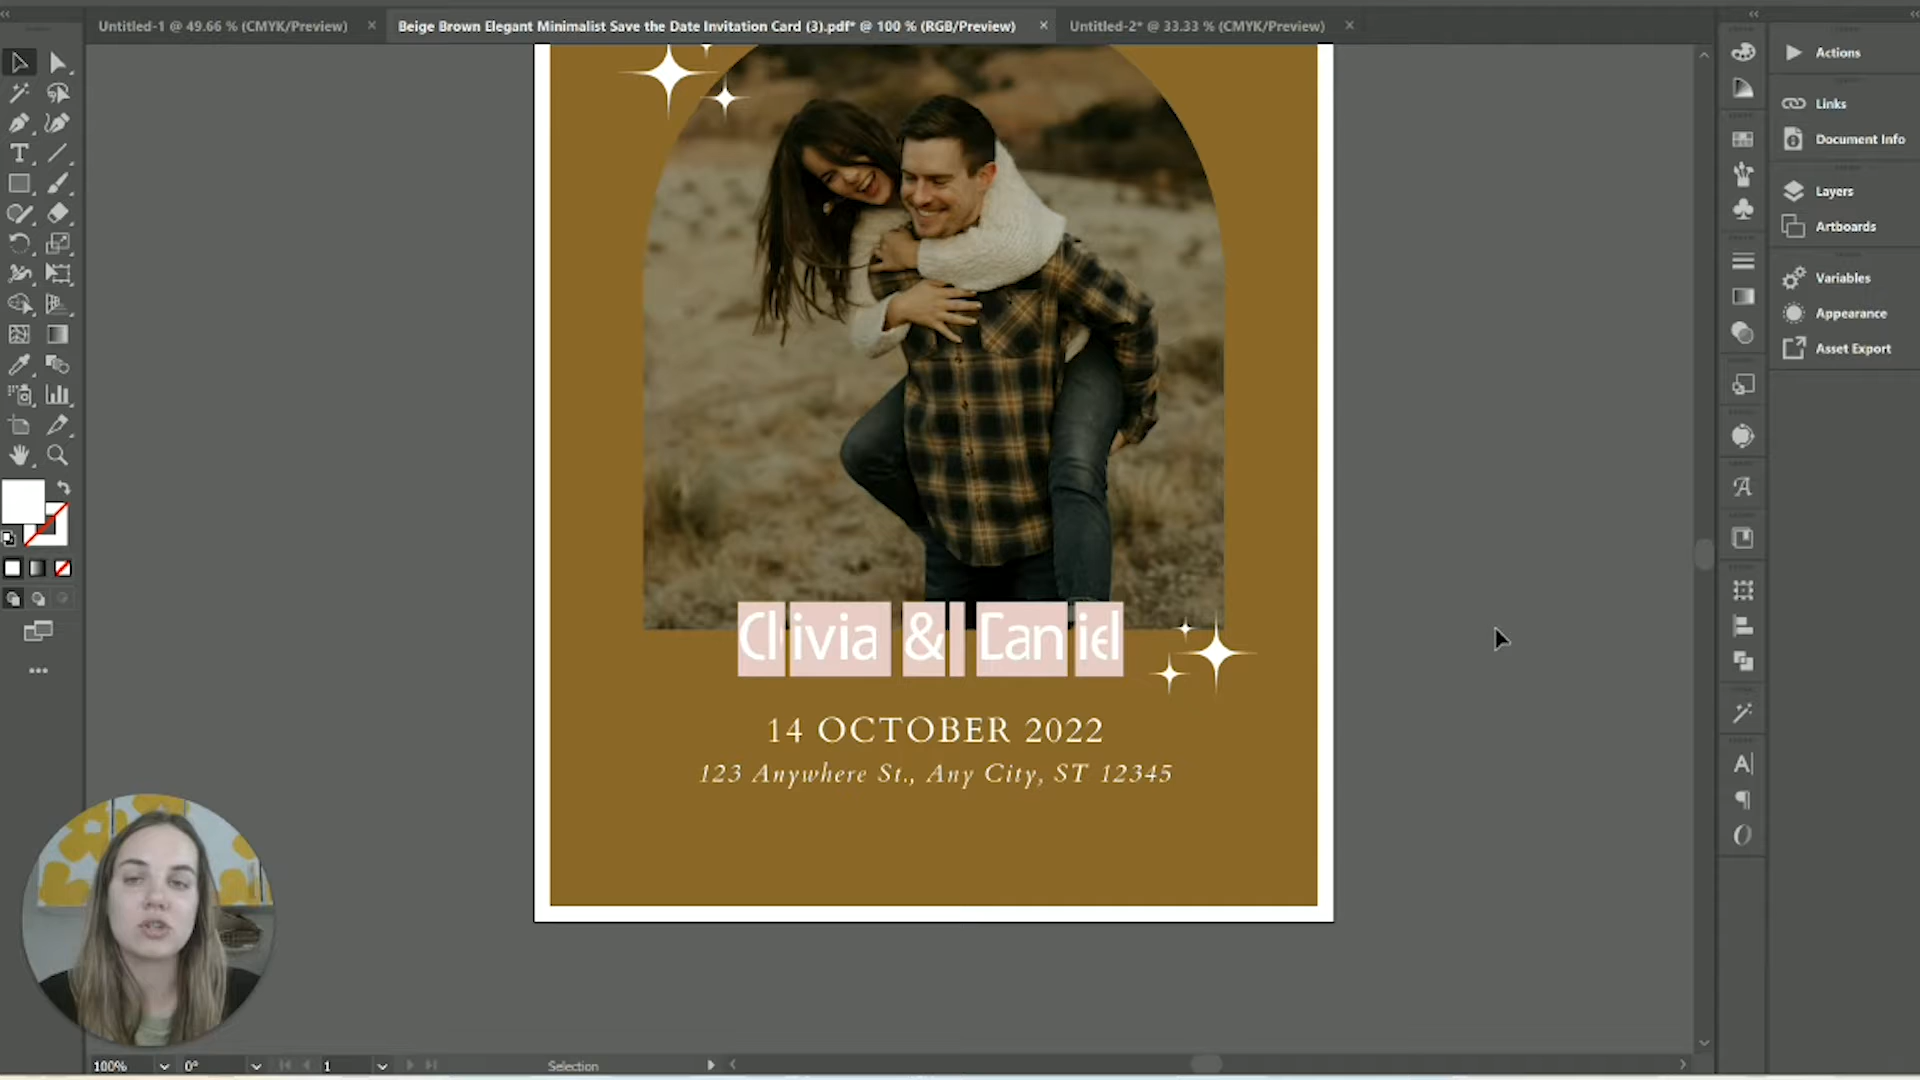 Untitled-1 @ 49.66 % (CMYK/Preview) ×
Beige Brown Elegant Minimalist Save the Date Invitation Card (3).pdf* @ 100 % (RGB/Preview) ×
Untitled-2* @ 33.33 % (CMYK/Preview) ×
Actions
Links
Document Info
Layers
Artboards
Variables
Appearance
Asset Export
Olivia & Daniel
14 OCTOBER 2022
123 Anywhere St., Any City, ST 12345
100% 0° 1 Selection